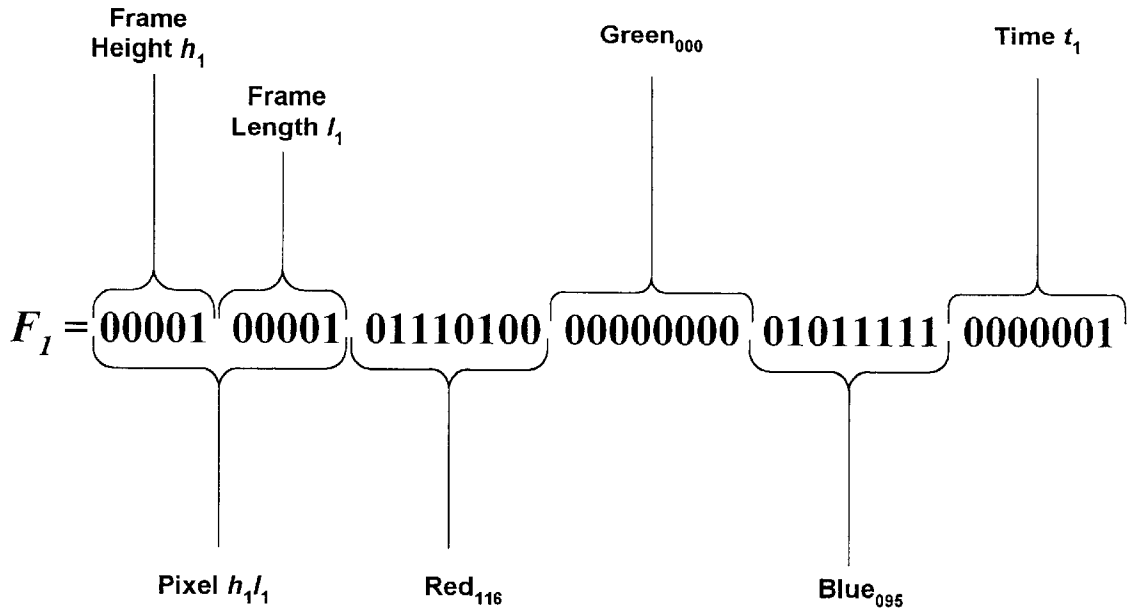 Frame
Height h₁
Green₀₀₀
Time t₁
Frame
Length l₁
F₁ = 00001 00001 01110100 00000000 01011111 0000001
Pixel h₁l₁
Red₁₁₆
Blue₀₉₅